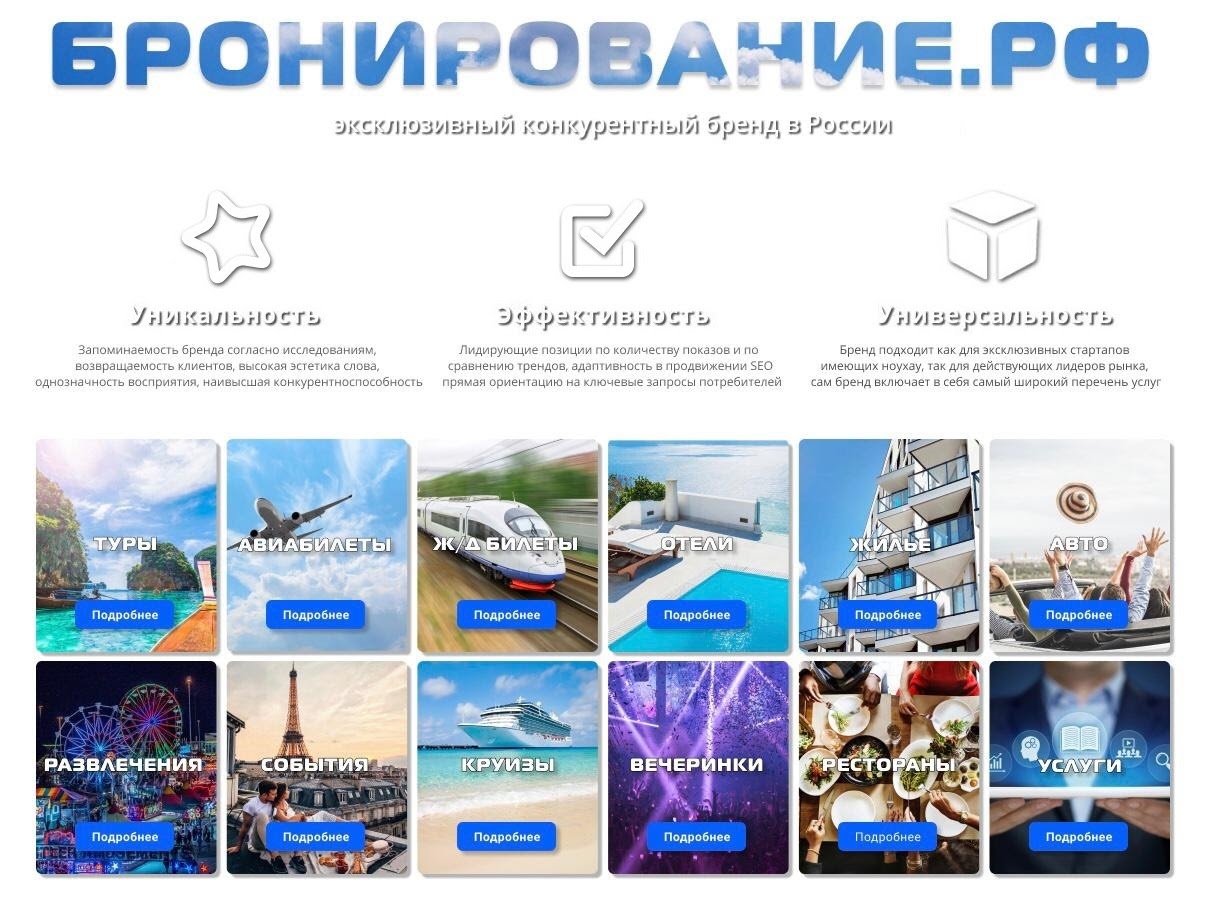 БРОНИРОВАНИЕ.РФ
эксклюзивный конкурентный бренд в России
Уникальность
Запоминаемость бренда согласно исследованиям,
возвращаемость клиентов, высокая эстетика слова,
однозначность восприятия, наивысшая конкурентноспособность
Эффективность
Лидирующие позиции по количеству показов и по
сравнению трендов, адаптивность в продвижении SEO
прямая ориентацию на ключевые запросы потребителей
Универсальность
Бренд подходит как для эксклюзивных стартапов
имеющих ноухау, так для действующих лидеров рынка,
сам бренд включает в себя самый широкий перечень услуг
ТУРЫ
Подробнее
АВИАБИЛЕТЫ
Подробнее
Ж/Д БИЛЕТЫ
Подробнее
ОТЕЛИ
Подробнее
ЖИЛЬЕ
Подробнее
АВТО
Подробнее
РАЗВЛЕЧЕНИЯ
Подробнее
СОБЫТИЯ
Подробнее
КРУИЗЫ
Подробнее
ВЕЧЕРИНКИ
Подробнее
РЕСТОРАНЫ
Подробнее
УСЛУГИ
Подробнее